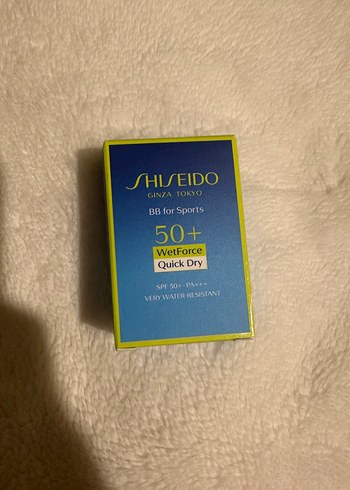 SHISEIDO
GINZA TOKYO
BB for Sports
50+
WetForce
Quick Dry
SPF 50+・PA+++
VERY WATER-RESISTANT